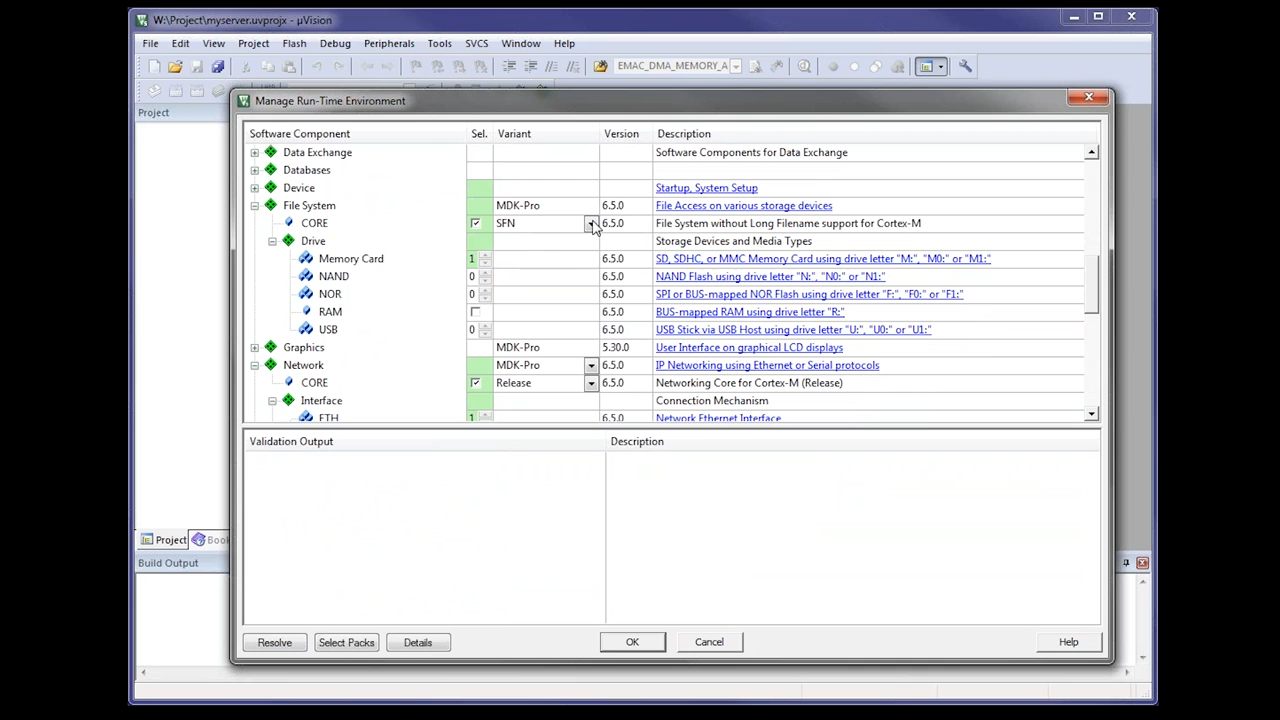 W:\Project\myserver.uvprojx - µVision
File Edit View Project Flash Debug Peripherals Tools SVCS Window Help
EMAC_DMA_MEMORY_A
Project
Manage Run-Time Environment
Software Component Sel. Variant Version Description
Data Exchange Software Components for Data Exchange
Databases
Device Startup, System Setup
File System MDK-Pro 6.5.0 File Access on various storage devices
CORE SFN 6.5.0 File System without Long Filename support for Cortex-M
Drive Storage Devices and Media Types
Memory Card 1 6.5.0 SD, SDHC, or MMC Memory Card using drive letter "M:", "M0:" or "M1:"
NAND 0 6.5.0 NAND Flash using drive letter "N:", "N0:" or "N1:"
NOR 0 6.5.0 SPI or BUS-mapped NOR Flash using drive letter "F:", "F0:" or "F1:"
RAM 6.5.0 BUS-mapped RAM using drive letter "R:"
USB 0 6.5.0 USB Stick via USB Host using drive letter "U:", "U0:" or "U1:"
Graphics MDK-Pro 5.30.0 User Interface on graphical LCD displays
Network MDK-Pro 6.5.0 IP Networking using Ethernet or Serial protocols
CORE Release 6.5.0 Networking Core for Cortex-M (Release)
Interface Connection Mechanism
ETH 1 6.5.0 Network Ethernet Interface
Validation Output Description
Project Boo
Build Output
Resolve Select Packs Details OK Cancel Help